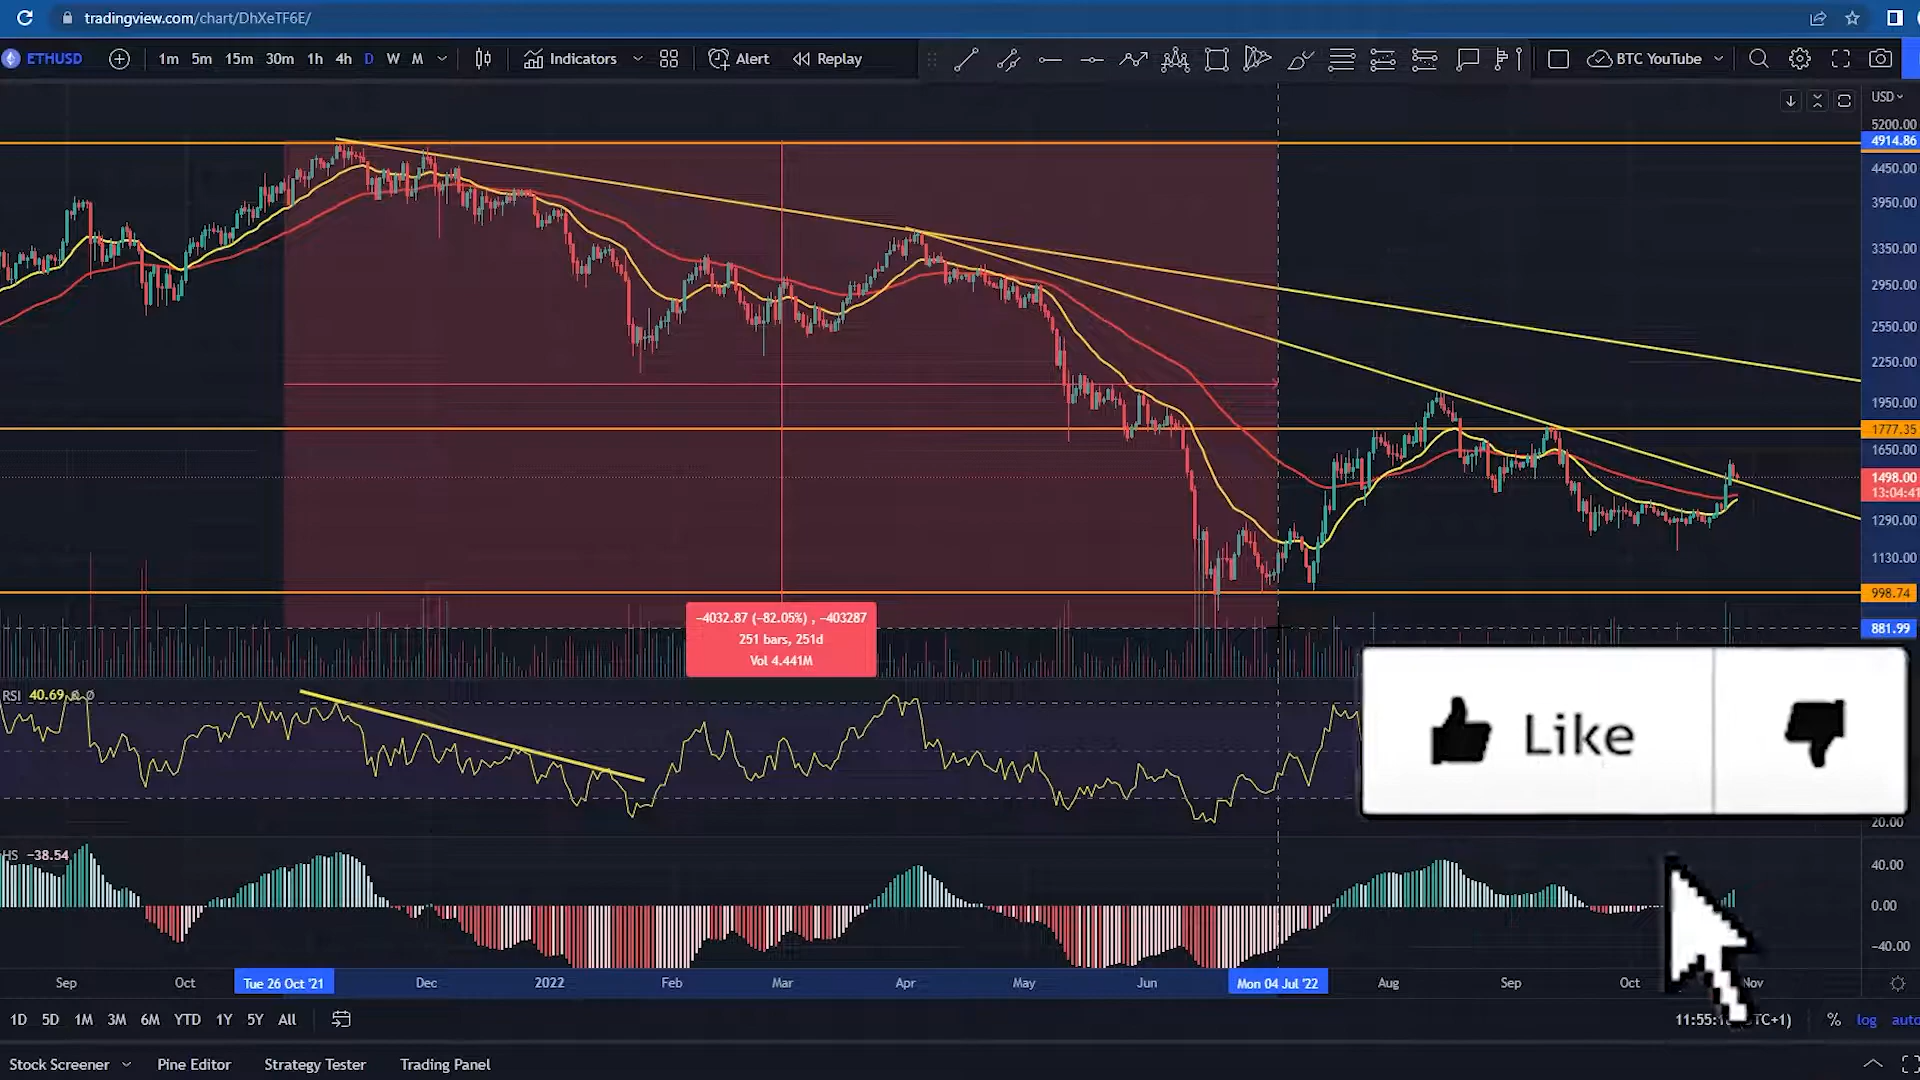 tradingview.com/chart/DhXeTF6E/
ETHUSD 1m 5m 15m 30m 1h 4h D W M Indicators Alert Replay BTC YouTube
USD
5200.00
4914.86
4450.00
3950.00
3350.00
2950.00
2550.00
2250.00
1950.00
1777.35
1650.00
1498.00
13:04:41
1290.00
1130.00
998.74
881.99
-4032.87 (-82.05%) , -403287
251 bars, 251d
Vol 4.441M
RSI 40.69 ø ø
Like
20.00
HS -38.54
40.00
0.00
-40.00
Sep Oct Tue 26 Oct '21 Dec 2022 Feb Mar Apr May Jun Mon 04 Jul '22 Aug Sep Oct Nov
1D 5D 1M 3M 6M YTD 1Y 5Y All
% log auto
Stock Screener Pine Editor Strategy Tester Trading Panel